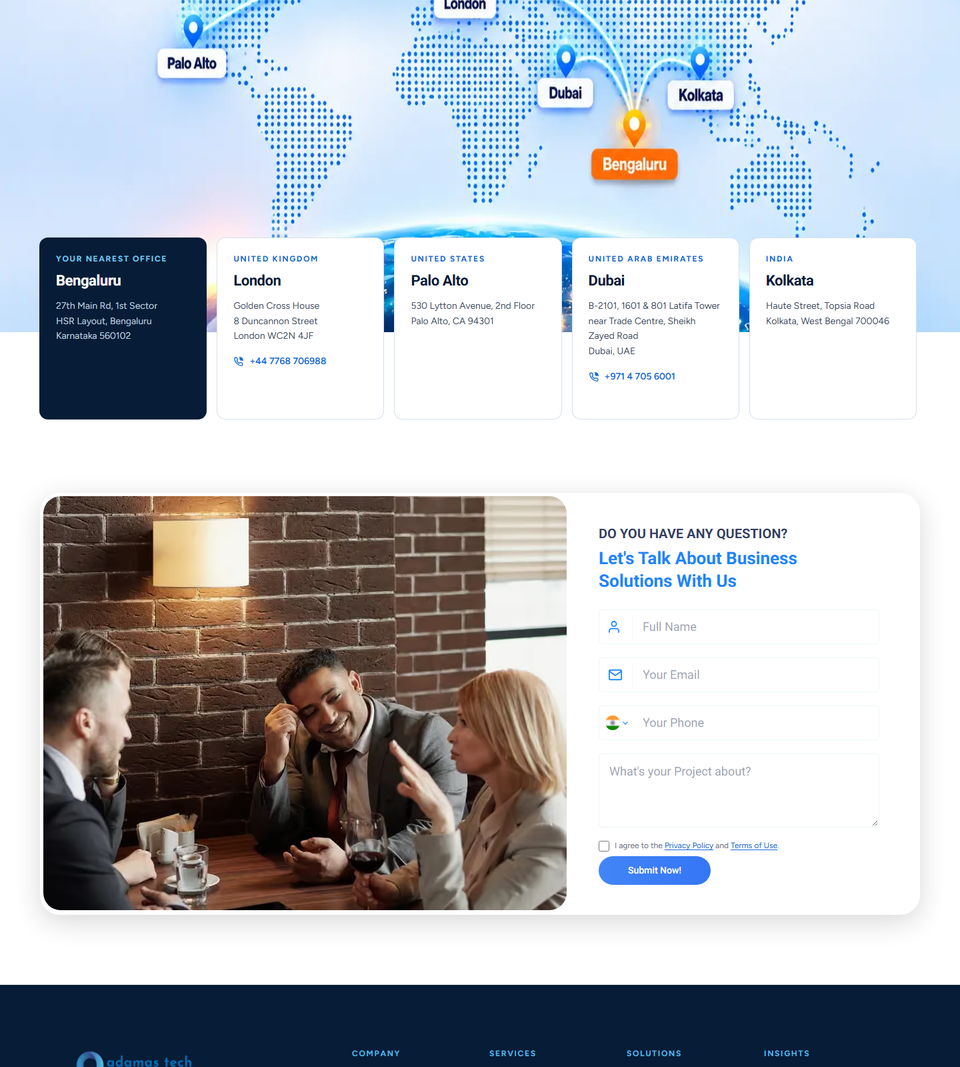 London
Palo Alto
Dubai
Kolkata
Bengaluru
YOUR NEAREST OFFICE
Bengaluru
27th Main Rd, 1st Sector
HSR Layout, Bengaluru
Karnataka 560102
UNITED KINGDOM
London
Golden Cross House
8 Duncannon Street
London WC2N 4JF
+44 7768 706988
UNITED STATES
Palo Alto
530 Lytton Avenue, 2nd Floor
Palo Alto, CA 94301
UNITED ARAB EMIRATES
Dubai
B-2101, 1601 & 801 Latifa Tower
near Trade Centre, Sheikh
Zayed Road
Dubai, UAE
+971 4 705 6001
INDIA
Kolkata
Haute Street, Topsia Road
Kolkata, West Bengal 700046
DO YOU HAVE ANY QUESTION?
Let's Talk About Business
Solutions With Us
Full Name
Your Email
Your Phone
What's your Project about?
I agree to the Privacy Policy and Terms of Use.
Submit Now!
adamas tech
COMPANY
SERVICES
SOLUTIONS
INSIGHTS